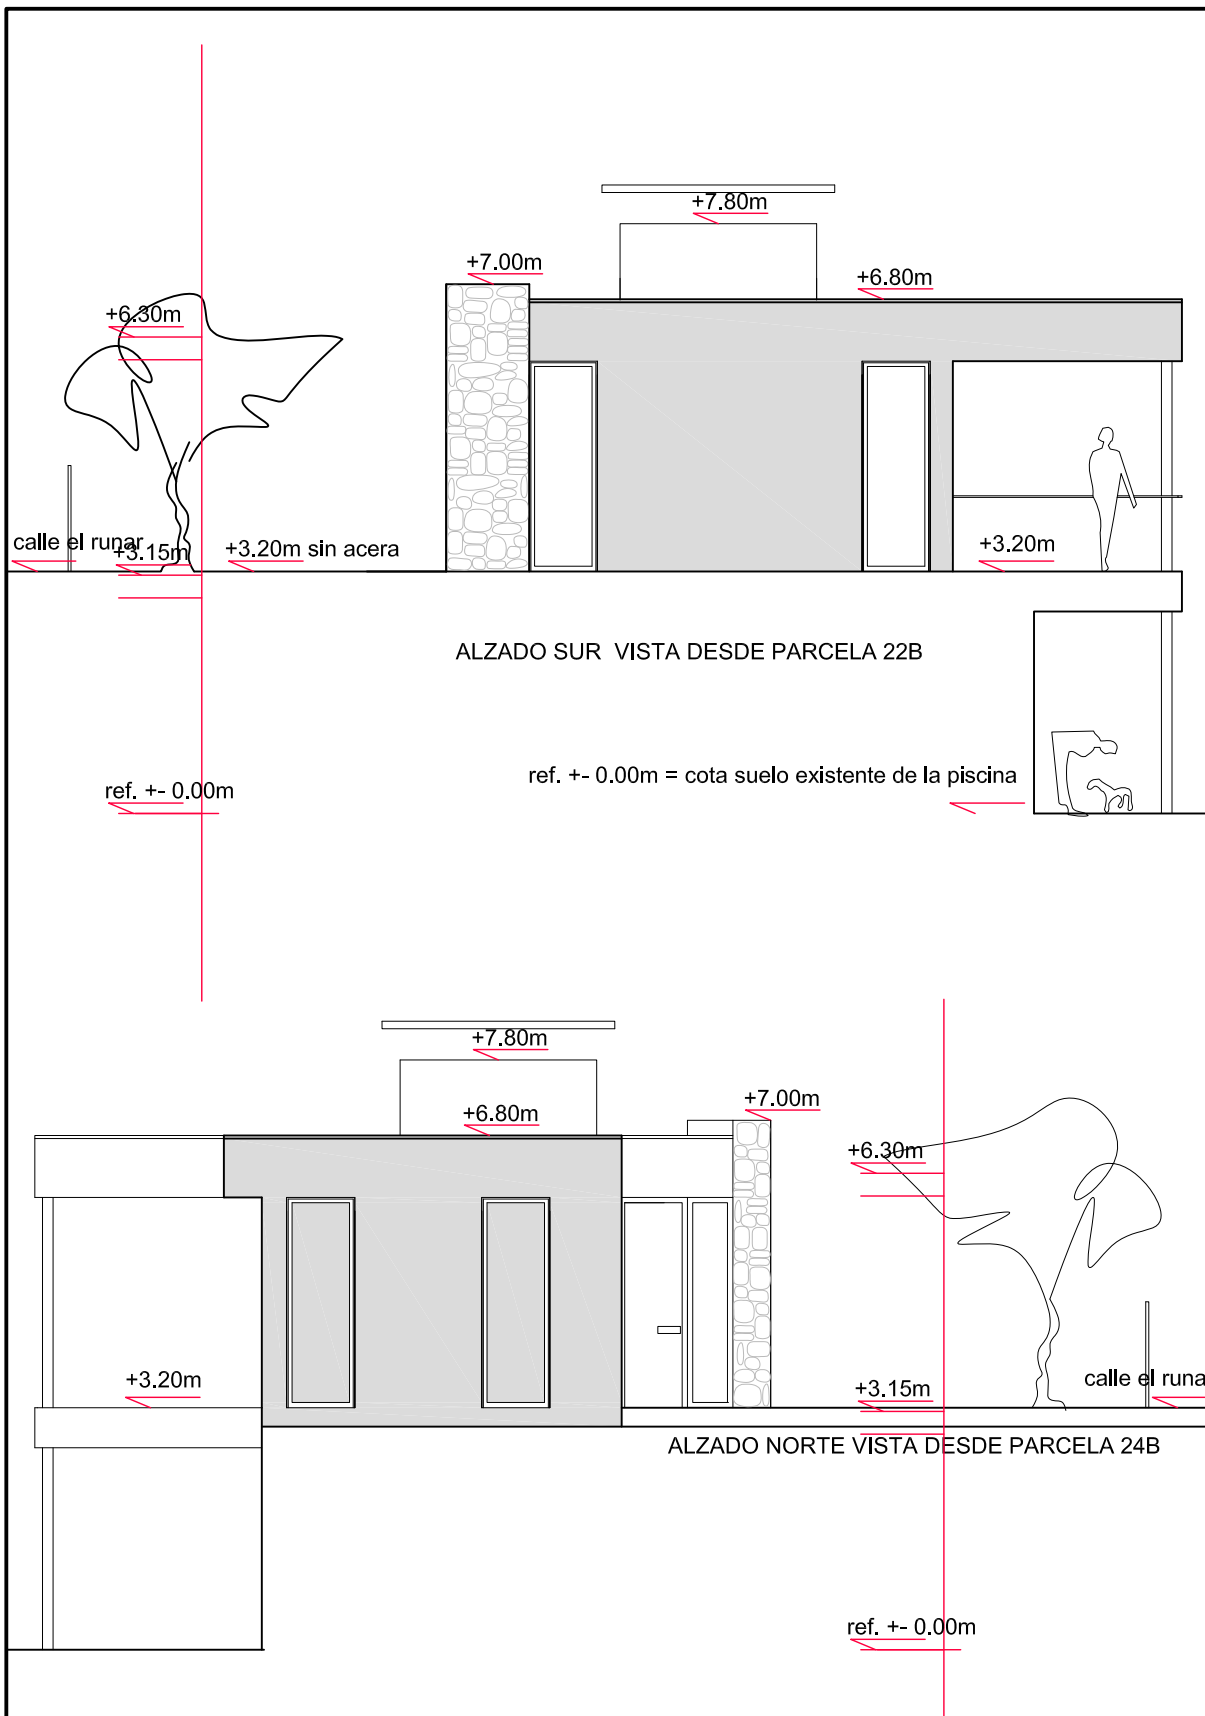 +7.80m
+7.00m
+6.80m
+6.30m
calle el runar
+3.15m
+3.20m sin acera
+3.20m
ALZADO SUR VISTA DESDE PARCELA 22B
ref. +- 0.00m = cota suelo existente de la piscina
ref. +- 0.00m
+7.80m
+7.00m
+6.80m
+6.30m
+3.20m
+3.15m
calle el runa
ALZADO NORTE VISTA DESDE PARCELA 24B
ref. +- 0.00m